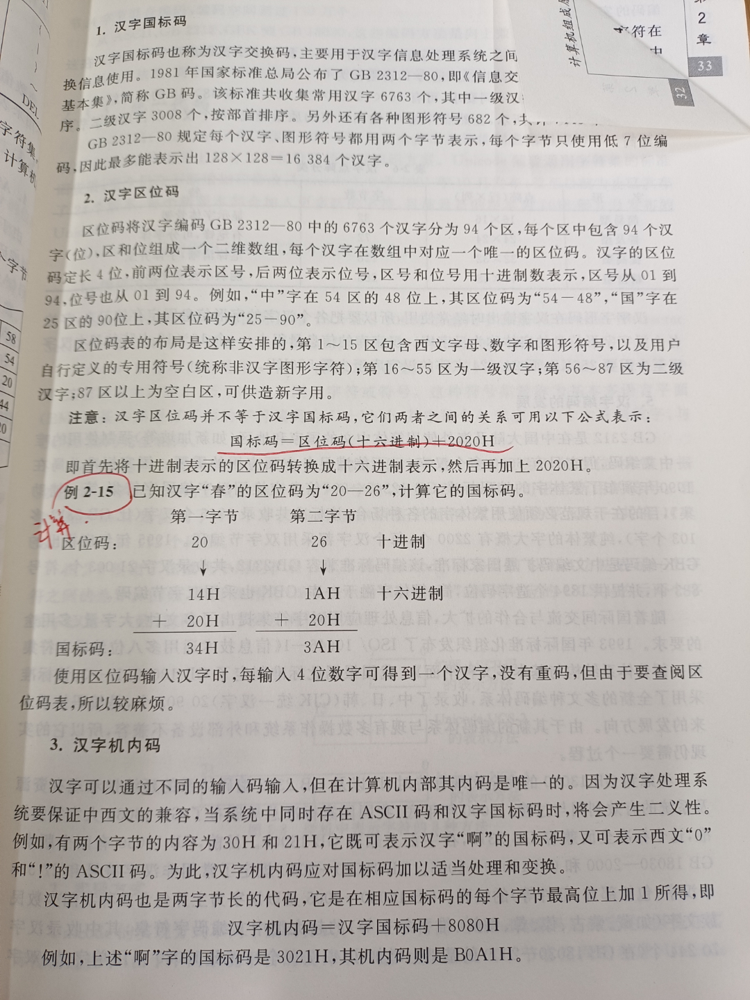 1. 汉字国标码
汉字国标码也称为汉字交换码,主要用于汉字信息处理系统之间
换信息使用。1981 年国家标准总局公布了 GB 2312—80,即《信息交
基本集》,简称 GB 码。该标准共收集常用汉字 6763 个,其中一级汉
序。二级汉字 3008 个,按部首排序。另外还有各种图形符号 682 个,共
GB 2312—80 规定每个汉字、图形符号都用两个字节表示,每个字节只使用低 7 位编
码,因此最多能表示出 128×128=16 384 个汉字。
2. 汉字区位码
区位码将汉字编码 GB 2312—80 中的 6763 个汉字分为 94 个区,每个区中包含 94 个汉
字(位),区和位组成一个二维数组,每个汉字在数组中对应一个唯一的区位码。汉字的区位
码定长 4 位,前两位表示区号,后两位表示位号,区号和位号用十进制数表示,区号从 01 到
94,位号也从 01 到 94。例如,“中”字在 54 区的 48 位上,其区位码为“54－48”,“国”字在
25 区的 90位上,其区位码为“25－90”。
区位码表的布局是这样安排的,第 1～15 区包含西文字母、数字和图形符号,以及用户
自行定义的专用符号(统称非汉字图形字符);第 16～55 区为一级汉字;第 56～87 区为二级
汉字;87 区以上为空白区,可供造新字用。
注意:汉字区位码并不等于汉字国标码,它们两者之间的关系可用以下公式表示:
国标码=区位码(十六进制)+2020H
即首先将十进制表示的区位码转换成十六进制表示,然后再加上 2020H。
例 2-15 已知汉字“春”的区位码为“20—26”,计算它的国标码。
计算
第一字节 第二字节
区位码: 20 26 十进制
↓ ↓
14H 1AH 十六进制
+ 20H + 20H
国标码: 34H 3AH
使用区位码输入汉字时,每输入 4 位数字可得到一个汉字,没有重码,但由于要查阅区
位码表,所以较麻烦。
3. 汉字机内码
汉字可以通过不同的输入码输入,但在计算机内部其内码是唯一的。因为汉字处理系
统要保证中西文的兼容,当系统中同时存在 ASCII 码和汉字国标码时,将会产生二义性。
例如,有两个字节的内容为 30H 和 21H,它既可表示汉字“啊”的国标码,又可表示西文“0”
和“!”的 ASCII 码。为此,汉字机内码应对国标码加以适当处理和变换。
汉字机内码也是两字节长的代码,它是在相应国标码的每个字节最高位上加 1 所得,即
汉字机内码=汉字国标码+8080H
例如,上述“啊”字的国标码是 3021H,其机内码则是 B0A1H。
计算机组成原
符在
中
2
章
33
32
DEL
字符集,
计算机
字节
58
54
20
44
20